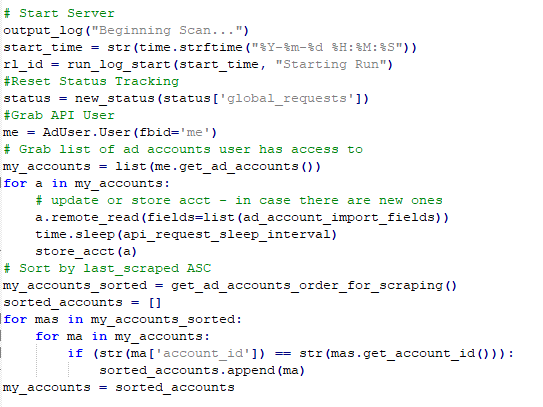 # Start Server
output_log("Beginning Scan...")
start_time = str(time.strftime("%Y-%m-%d %H:%M:%S"))
rl_id = run_log_start(start_time, "Starting Run")
#Reset Status Tracking
status = new_status(status['global_requests'])
#Grab API User
me = AdUser.User(fbid='me')
# Grab list of ad accounts user has access to
my_accounts = list(me.get_ad_accounts())
for a in my_accounts:
    # update or store acct - in case there are new ones
    a.remote_read(fields=list(ad_account_import_fields))
    time.sleep(api_request_sleep_interval)
    store_acct(a)
# Sort by last_scraped ASC
my_accounts_sorted = get_ad_accounts_order_for_scraping()
sorted_accounts = []
for mas in my_accounts_sorted:
    for ma in my_accounts:
        if (str(ma['account_id']) == str(mas.get_account_id())):
            sorted_accounts.append(ma)
my_accounts = sorted_accounts